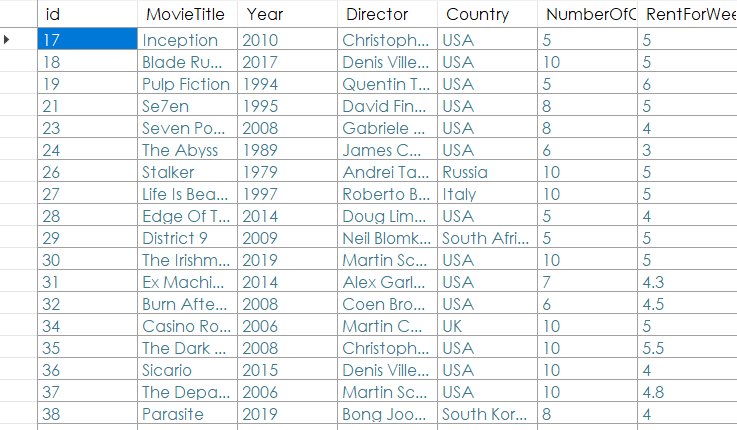 id MovieTitle Year Director Country NumberOfC RentForWee
17 Inception 2010 Christoph... USA 5 5
18 Blade Ru... 2017 Denis Ville... USA 10 5
19 Pulp Fiction 1994 Quentin T... USA 5 6
21 Se7en 1995 David Fin... USA 8 5
23 Seven Po... 2008 Gabriele ... USA 8 4
24 The Abyss 1989 James C... USA 6 3
26 Stalker 1979 Andrei Ta... Russia 10 5
27 Life Is Bea... 1997 Roberto B... Italy 10 5
28 Edge Of T... 2014 Doug Lim... USA 5 4
29 District 9 2009 Neil Blomk... South Afri... 5 5
30 The Irishm... 2019 Martin Sc... USA 10 5
31 Ex Machi... 2014 Alex Garl... USA 7 4.3
32 Burn Afte... 2008 Coen Bro... USA 6 4.5
34 Casino Ro... 2006 Martin C... UK 10 5
35 The Dark ... 2008 Christoph... USA 10 5.5
36 Sicario 2015 Denis Ville... USA 10 4
37 The Depa... 2006 Martin Sc... USA 10 4.8
38 Parasite 2019 Bong Joo... South Kor... 8 4